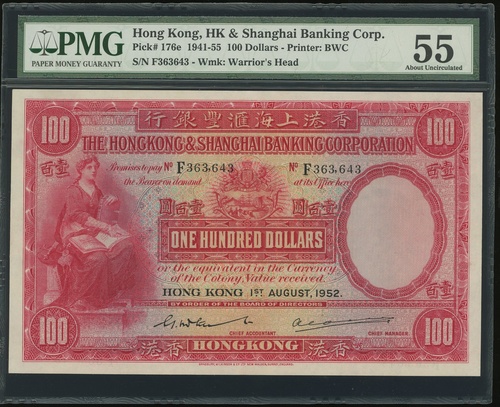 PMG
PAPER MONEY GUARANTY
Hong Kong, HK & Shanghai Banking Corp.
Pick# 176e 1941-55 100 Dollars - Printer: BWC
S/N F363643 - Wmk: Warrior's Head
55
About Uncirculated
100
香港上海滙豐銀行
100
THE HONGKONG & SHANGHAI BANKING CORPORATION
壹百
Promises to pay
No F363,643
No F363,643
壹百
the Bearer on demand
at its Office here
圓百壹
圓百壹
ONE HUNDRED DOLLARS
or the equivalent in the Currency
of the Colony, Value received.
HONG KONG 1ST AUGUST, 1952.
BY ORDER OF THE BOARD OF DIRECTORS
CHIEF ACCOUNTANT
CHIEF MANAGER
100
港香
HONGKONG
港香
100